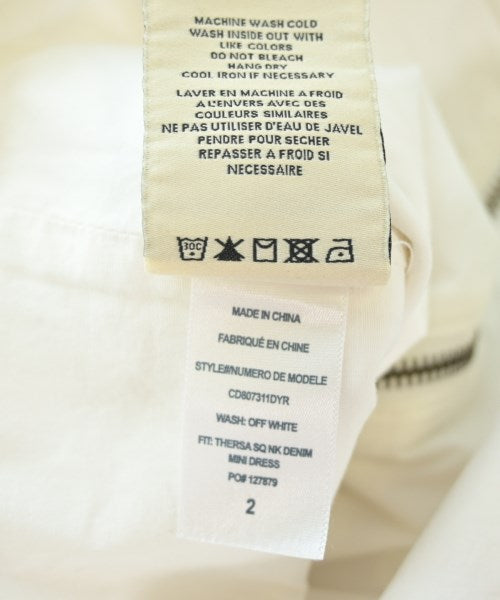 MACHINE WASH COLD
WASH INSIDE OUT WITH
LIKE COLORS
DO NOT BLEACH
HANG DRY
COOL IRON IF NECESSARY
LAVER EN MACHINE A FROID
A L'ENVERS AVEC DES
COULEURS SIMILAIRES
NE PAS UTILISER D'EAU DE JAVEL
PENDRE POUR SECHER
REPASSER A FROID SI
NECESSAIRE
30C
MADE IN CHINA
FABRIQUÉ EN CHINE
STYLE#/NUMERO DE MODELE
CD807311DYR
WASH: OFF WHITE
FIT: THERSA SQ NK DENIM
MINI DRESS
PO# 127879
2